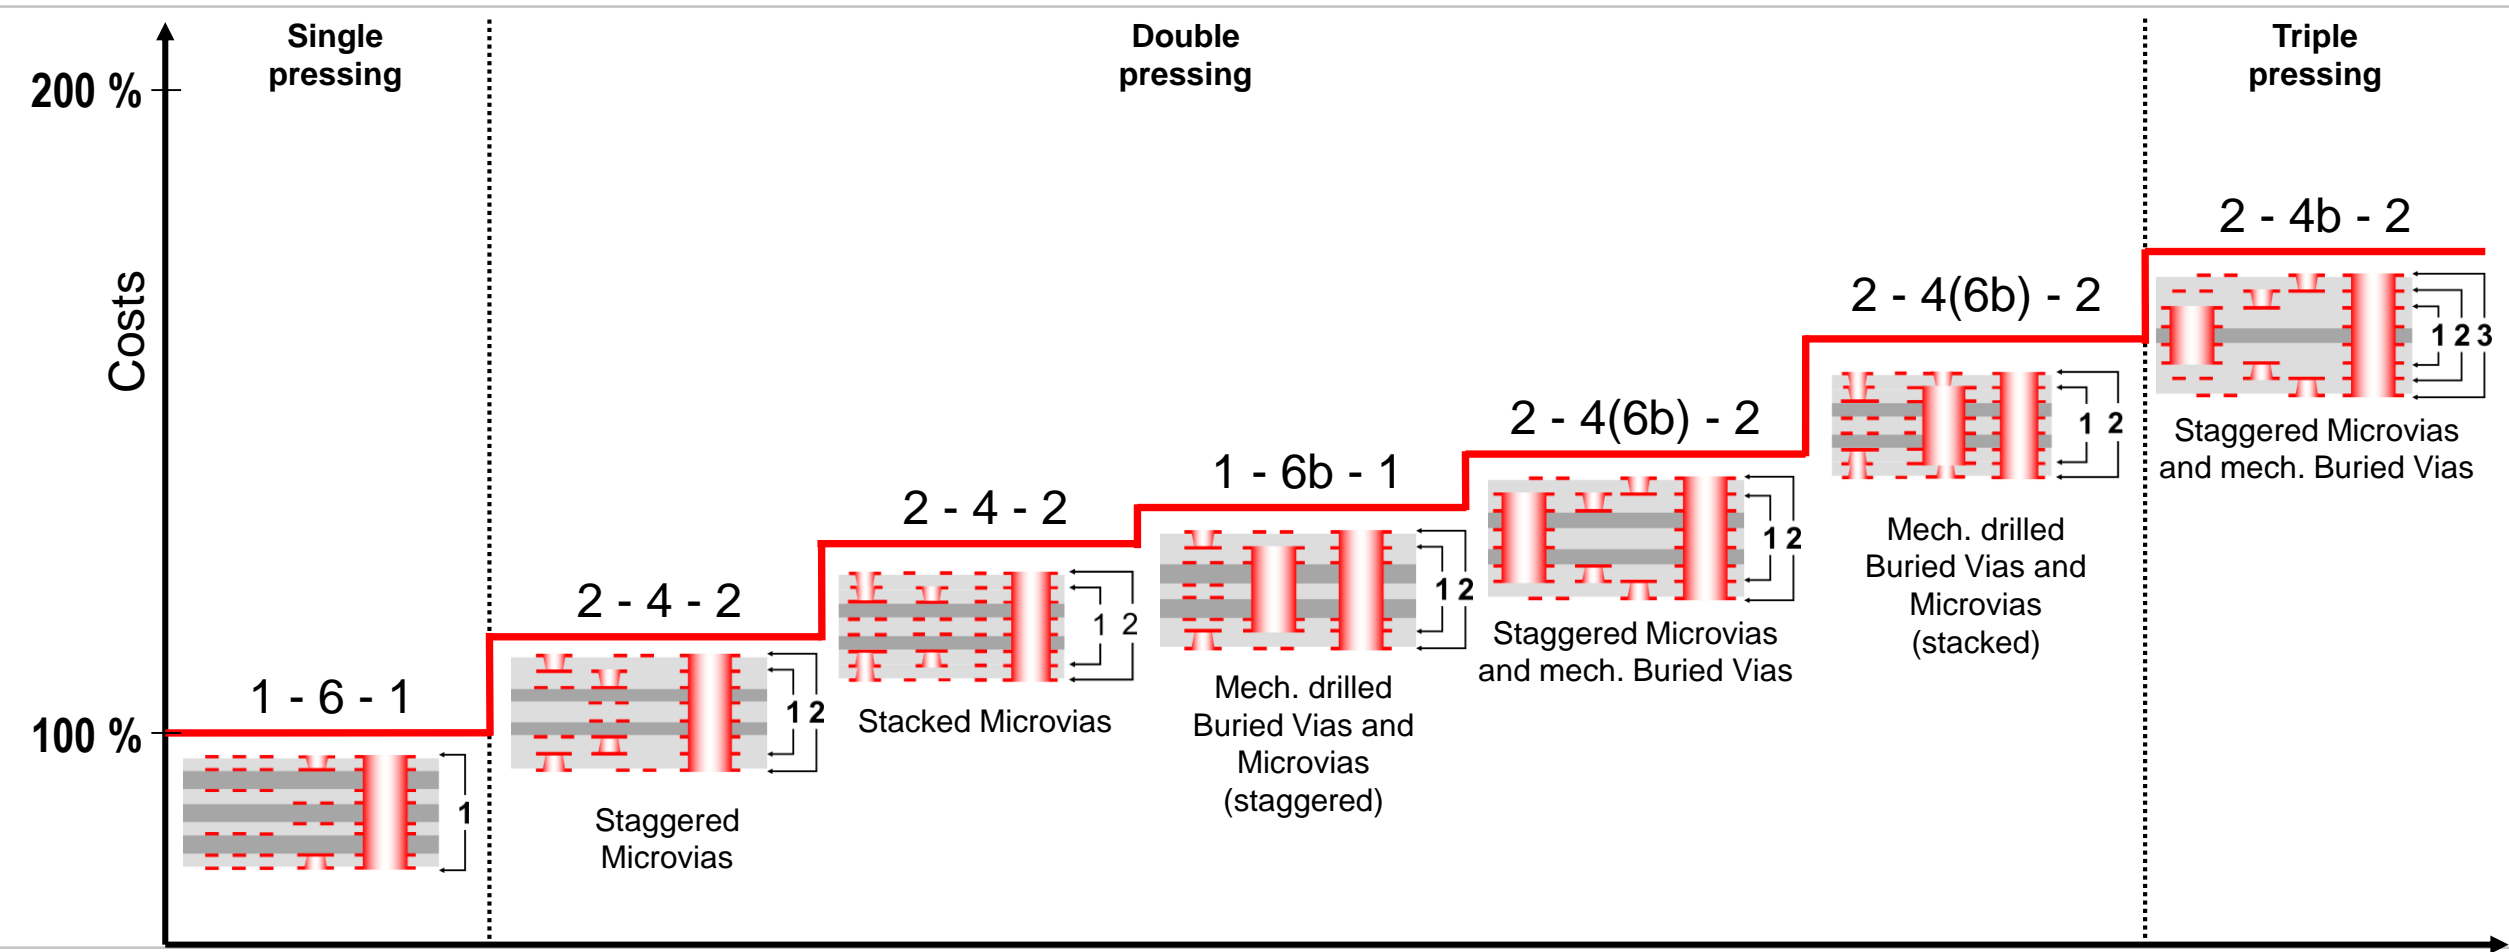 Single
pressing
Double
pressing
Triple
pressing
200 %
Costs
100 %
1 - 6 - 1
1
2 - 4 - 2
1 2
Staggered
Microvias
2 - 4 - 2
1 2
Stacked Microvias
1 - 6b - 1
1 2
Mech. drilled
Buried Vias and
Microvias
(staggered)
2 - 4(6b) - 2
1 2
Staggered Microvias
and mech. Buried Vias
2 - 4(6b) - 2
1 2
Mech. drilled
Buried Vias and
Microvias
(stacked)
2 - 4b - 2
1 2 3
Staggered Microvias
and mech. Buried Vias